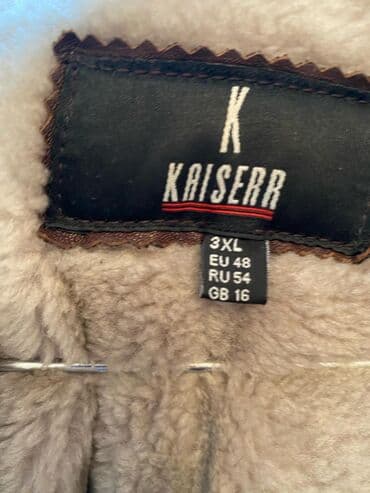 K
KAISERR
3XL
EU 48
RU 54
GB 16